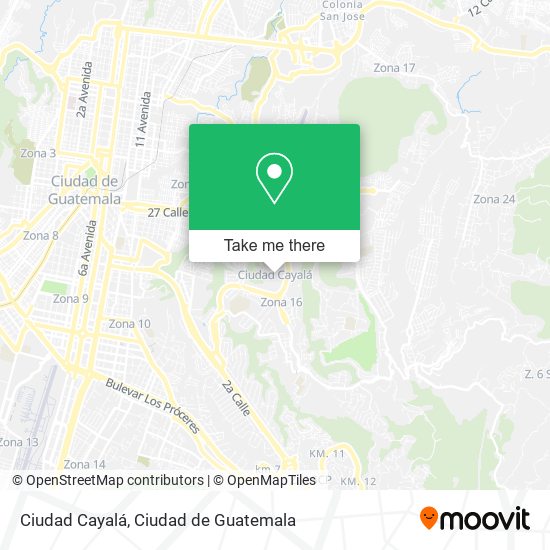 Colonia
San Jose
12 C
Zona 17
2a Avenida
11 Avenida
Zona 3
Ciudad de
Guatemala
Zona 24
27 Calle
Zona 8
6a Avenida
Take me there
Ciudad Cayalá
Zona 9
Zona 16
Zona 10
Z. 6 S
Bulevar Los Próceres
2a Calle
Zona 13
KM. 11
Zona 14
km 7
KM. 12
© OpenStreetMap contributors | © OpenMapTiles
Ciudad Cayalá, Ciudad de Guatemala
moovit